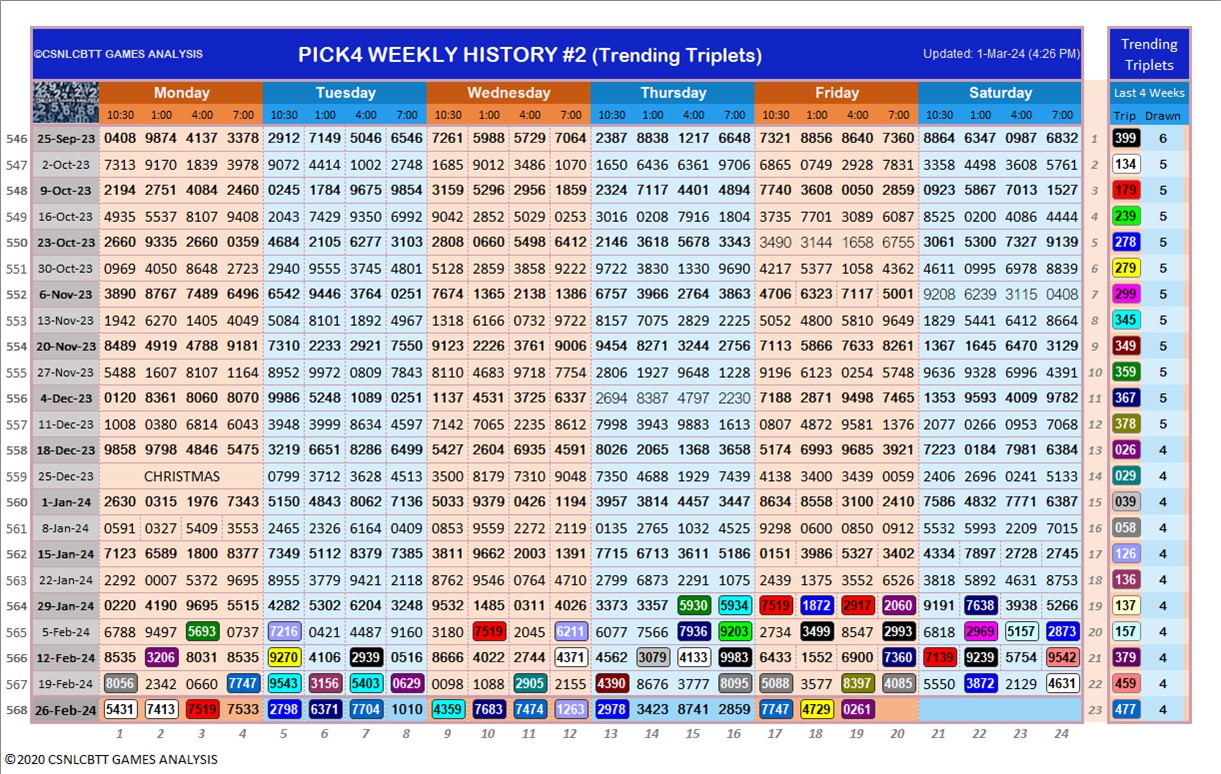 ©CSNLCBTT GAMES ANALYSIS PICK4 WEEKLY HISTORY #2 (Trending Triplets) Updated: 1-Mar-24 (4:26 PM) Trending Triplets
Monday Tuesday Wednesday Thursday Friday Saturday Last 4 Weeks
10:30 1:00 4:00 7:00 10:30 1:00 4:00 7:00 10:30 1:00 4:00 7:00 10:30 1:00 4:00 7:00 10:30 1:00 4:00 7:00 10:30 1:00 4:00 7:00 Trip Drawn
546 25-Sep-23 0408 9874 4137 3378 2912 7149 5046 6546 7261 5988 5729 7064 2387 8838 1217 6648 7321 8856 8640 7360 8864 6347 0987 6832 1 399 6
547 2-Oct-23 7313 9170 1839 3978 9072 4414 1002 2748 1685 9012 3486 1070 1650 6436 6361 9706 6865 0749 2928 7831 3358 4498 3608 5761 2 134 5
548 9-Oct-23 2194 2751 4084 2460 0245 1784 9675 9854 3159 5296 2956 1859 2324 7117 4401 4894 7740 3608 0050 2859 0923 5867 7013 1527 3 179 5
549 16-Oct-23 4935 5537 8107 9408 2043 7429 9350 6992 9042 2852 5029 0253 3016 0208 7916 1804 3735 7701 3089 6087 8525 0200 4086 4444 4 239 5
550 23-Oct-23 2660 9335 2660 0359 4684 2105 6277 3103 2808 0660 5498 6412 2146 3618 5678 3343 3490 3144 1658 6755 3061 5300 7327 9139 5 278 5
551 30-Oct-23 0969 4050 8648 2723 2940 9555 3745 4801 5128 2859 3858 9222 9722 3830 1330 9690 4217 5377 1058 4362 4611 0995 6978 8839 6 279 5
552 6-Nov-23 3890 8767 7489 6496 6542 9446 3764 0251 7674 1365 2138 1386 6757 3966 2764 3863 4706 6323 7117 5001 9208 6239 3115 0408 7 299 5
553 13-Nov-23 1942 6270 1405 4049 5084 8101 1892 4967 1318 6166 0732 9722 8157 7075 2829 2225 5052 4800 5810 9649 1829 5441 6412 8664 8 345 5
554 20-Nov-23 8489 4919 4788 9181 7310 2233 2921 7550 9123 2226 3761 9006 9454 8271 3244 2756 7113 5866 7633 8261 1367 1645 6470 3129 9 349 5
555 27-Nov-23 5488 1607 8107 1164 8952 9972 0809 7843 8110 4683 9718 7754 2806 1927 9648 1228 9196 6123 0254 5748 9636 9328 6996 4391 10 359 5
556 4-Dec-23 0120 8361 8060 8070 9986 5248 1089 0251 1137 4531 3725 6337 2694 8387 4797 2230 7188 2871 9498 7465 1353 9593 4009 9782 11 367 5
557 11-Dec-23 1008 0380 6814 6043 3948 3999 8634 4597 7142 7065 2235 8612 7998 3943 9883 1613 0807 4872 9581 1376 2077 0266 0953 7068 12 378 5
558 18-Dec-23 9858 9798 4846 5475 3219 6651 8286 6499 5427 2604 6935 4591 8026 2065 1368 3658 5174 6993 9685 3921 7223 0184 7981 6384 13 026 4
559 25-Dec-23 CHRISTMAS 0799 3712 3628 4513 3500 8179 7310 9048 7350 4688 1929 7439 4138 3400 3439 0059 2406 2696 0241 5133 14 029 4
560 1-Jan-24 2630 0315 1976 7343 5150 4843 8062 7136 5033 9379 0426 1194 3957 3814 4457 3447 8634 8558 3100 2410 7586 4832 7771 6387 15 039 4
561 8-Jan-24 0591 0327 5409 3553 2465 2326 6164 0409 0853 9559 2272 2119 0135 2765 1032 4525 9298 0600 0850 0912 5532 5993 2209 7015 16 058 4
562 15-Jan-24 7123 6589 1800 8377 7349 5112 8379 7385 3811 9662 2003 1391 7715 6713 3611 5186 0151 3986 5327 3402 4334 7897 2728 2745 17 126 4
563 22-Jan-24 2292 0007 5372 9695 8955 3779 9421 2118 8762 9546 0764 4710 2799 6873 2291 1075 2439 1375 3552 6526 3818 5892 4631 8753 18 136 4
564 29-Jan-24 0220 4190 9695 5515 4282 5302 6204 3248 9532 1485 0311 4026 3373 3357 5930 5934 7519 1872 2917 2060 9191 7638 3938 5266 19 137 4
565 5-Feb-24 6788 9497 5693 0737 7216 0421 4487 9160 3180 7519 2045 6211 6077 7566 7936 9203 2734 3499 8547 2993 6818 2969 5157 2873 20 157 4
566 12-Feb-24 8535 3206 8031 8535 9270 4106 2939 0516 8666 4022 2744 4371 4562 3079 4133 9983 6433 1552 6900 7360 7139 9239 5754 9542 21 379 4
567 19-Feb-24 8056 2342 0660 7747 9543 3156 5403 0629 0098 1088 2905 2155 4390 8676 3777 8095 5088 3577 8397 4085 5550 3872 2129 4631 22 459 4
568 26-Feb-24 5431 7413 7519 7533 2798 6371 7704 1010 4359 7683 7474 1263 2978 3423 8741 2859 7747 4729 0261 23 477 4
1 2 3 4 5 6 7 8 9 10 11 12 13 14 15 16 17 18 19 20 21 22 23 24
©2020 CSNLCBTT GAMES ANALYSIS